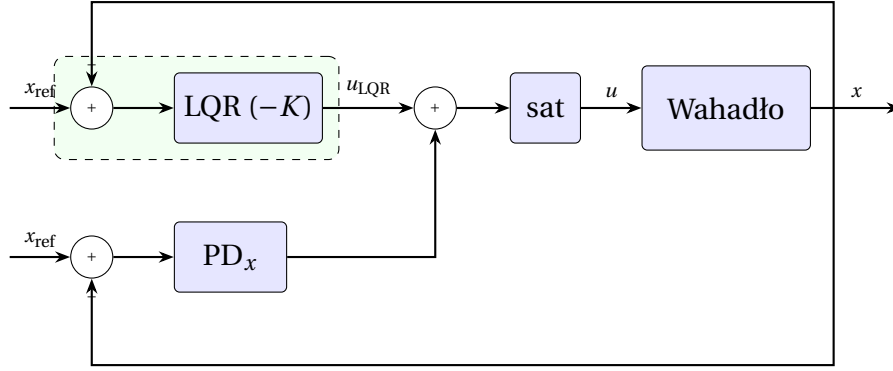 −
x_ref
+
LQR (−K)
u_LQR
+
sat
u
Wahadło
x
x_ref
+
PD_x
−